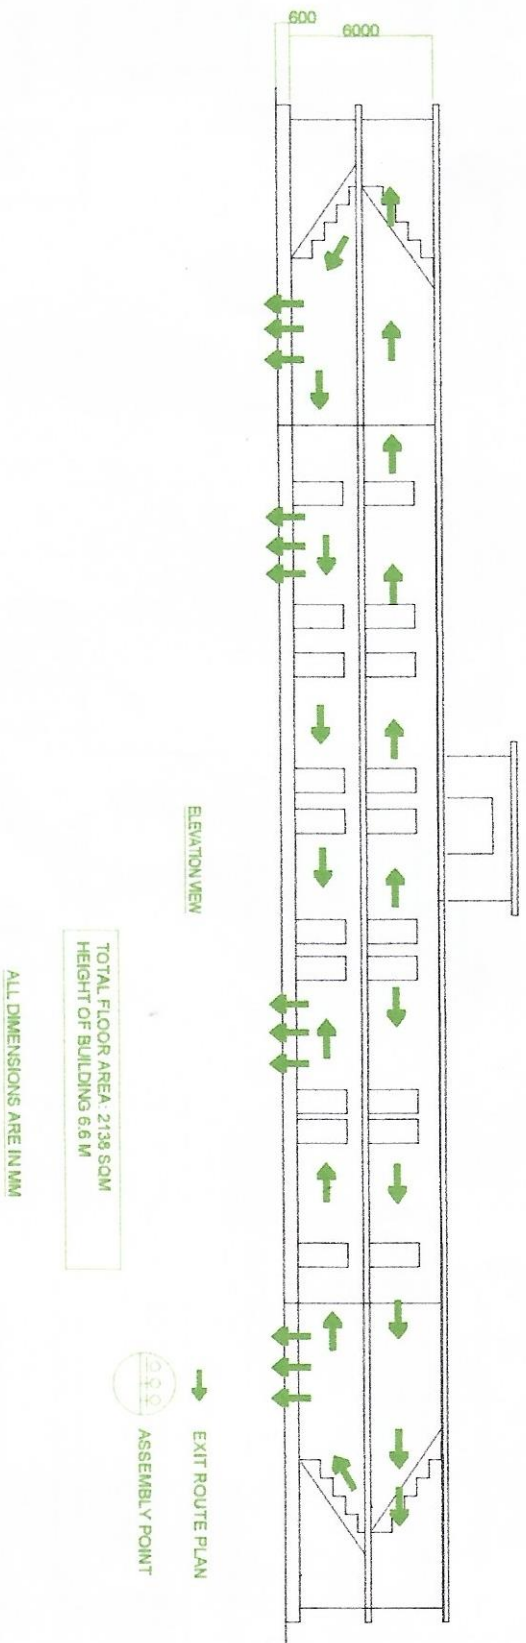 600
6000
ELEVATION VIEW
TOTAL FLOOR AREA: 2138 SQM
HEIGHT OF BUILDING 6.6 M
ALL DIMENSIONS ARE IN MM
EXIT ROUTE PLAN
ASSEMBLY POINT